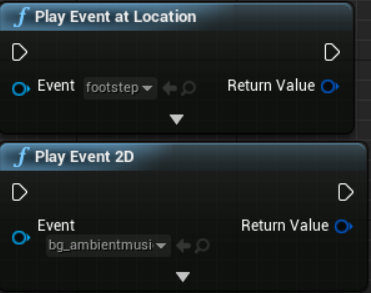 Play Event at Location
Event footstep Return Value
Play Event 2D
Event Return Value
bg_ambientmusi